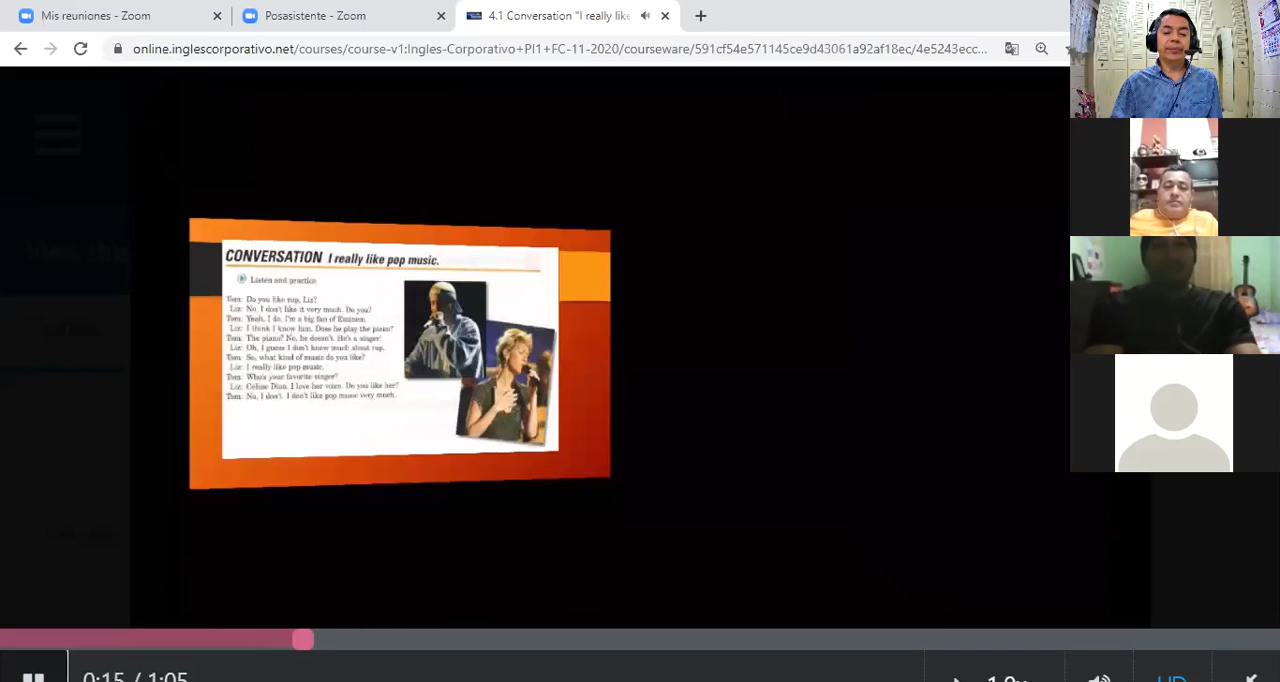 Mis reuniones - Zoom
Posasistente - Zoom
4.1 Conversation "I really like
online.inglescorporativo.net/courses/course-v1:Ingles-Corporativo+PI1+FC-11-2020/courseware/591cf54e571145ce9d43061a92af18ec/4e5243ecc...
CONVERSATION I really like pop music.
Listen and practice
Tom: Do you like rap, Liz?
Liz: No, I don't like it very much. Do you?
Tom: Yeah, I do. I'm a big fan of Eminem.
Liz: I think I know him. Does he play the piano?
Tom: The piano? No, he doesn't. He's a singer!
Liz: Oh, I guess I don't know much about rap.
Tom: So, what kind of music do you like?
Liz: I really like pop music.
Tom: Who's your favorite singer?
Liz: Celine Dion. I love her voice. Do you like her?
Tom: No, I don't. I don't like pop music very much.
0:15 / 1:05
1.0x
HD